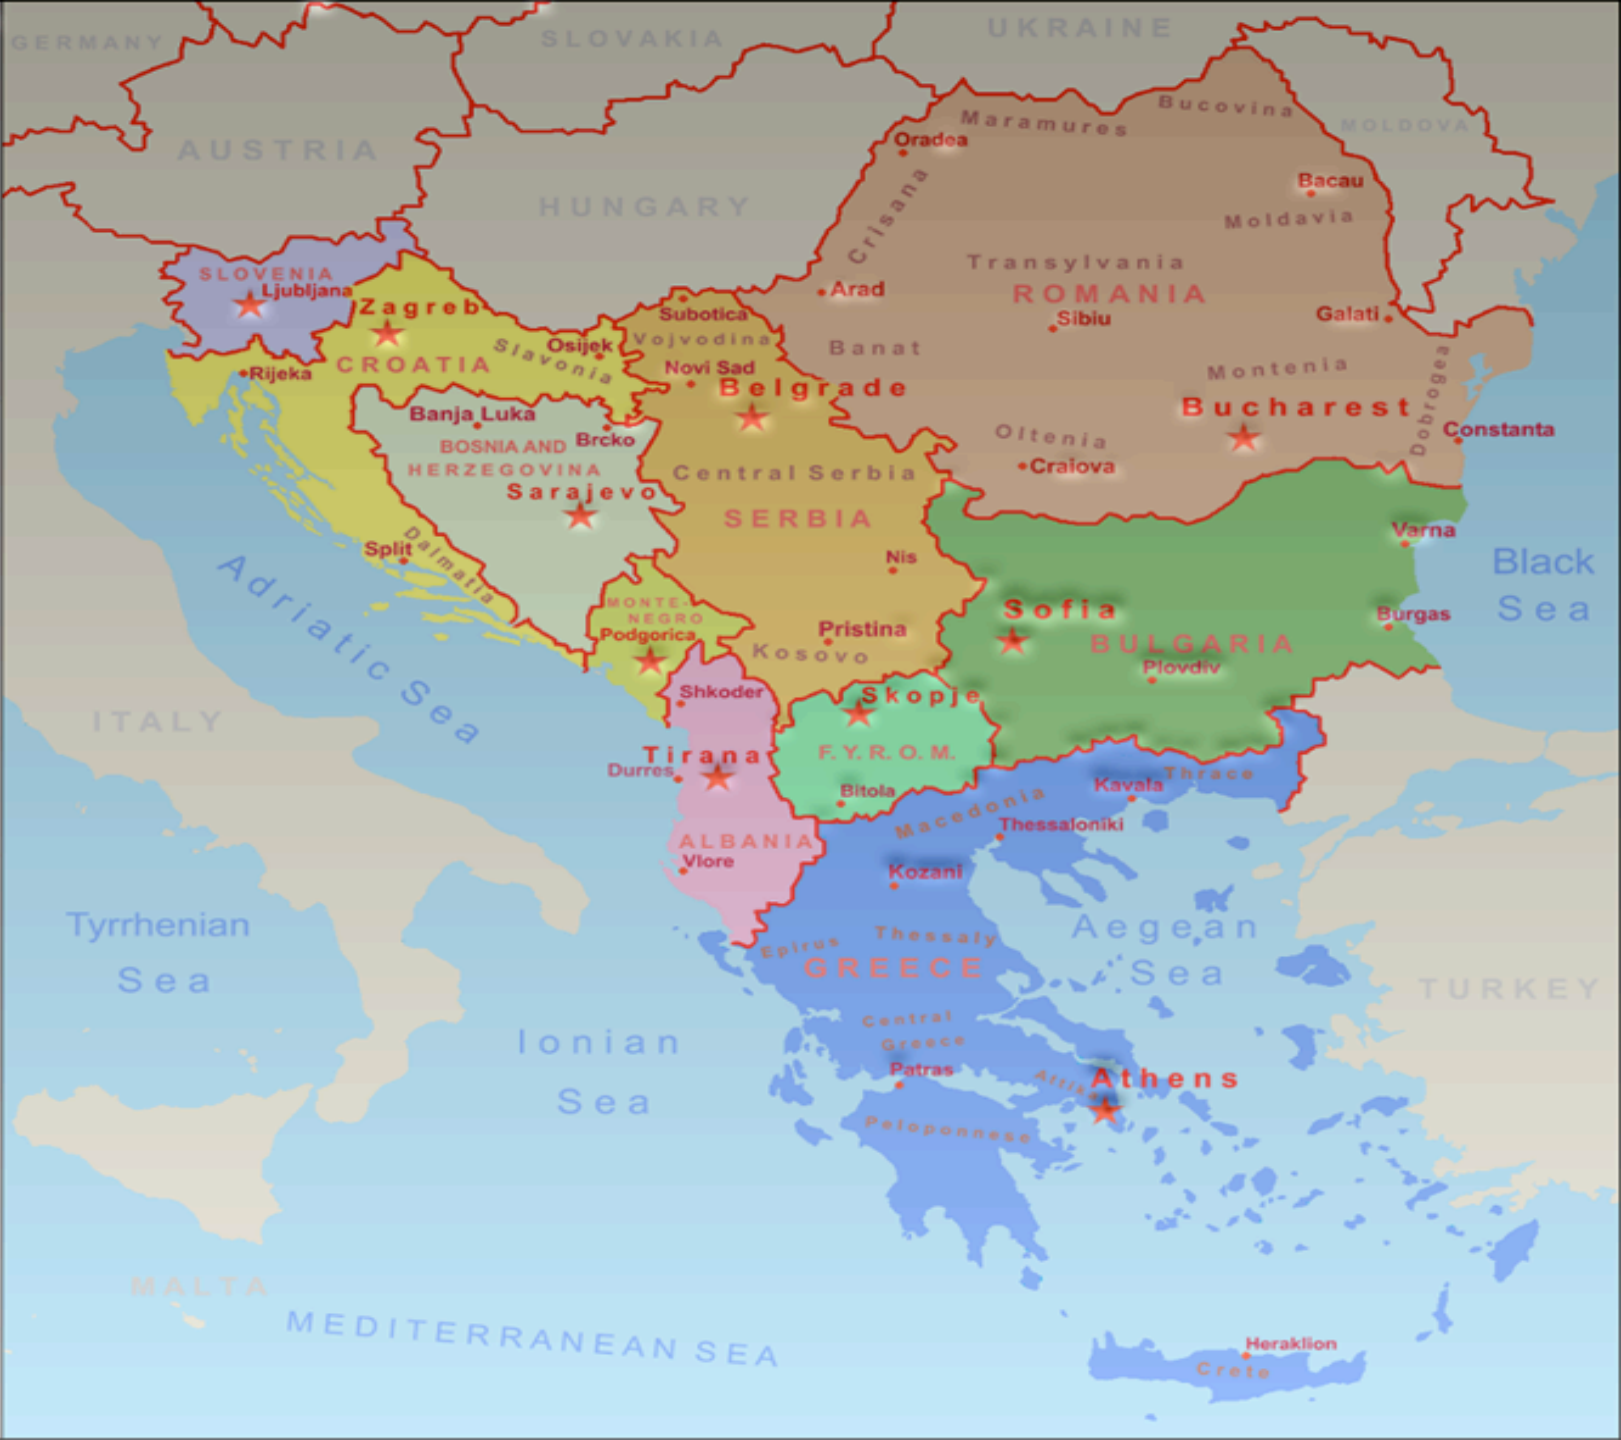 GERMANY
SLOVAKIA
UKRAINE
AUSTRIA
HUNGARY
MOLDOVA
Maramures
Bucovina
Oradea
Crisana
Bacau
Moldavia
Transylvania
ROMANIA
Arad
Sibiu
Galati
Banat
Montenia
Dobrogea
Bucharest
Constanta
Oltenia
Craiova
SLOVENIA
Ljubljana
Zagreb
CROATIA
Slavonia
Osijek
Rijeka
Subotica
Vojvodina
Novi Sad
Belgrade
Banja Luka
Brcko
BOSNIA AND
HERZEGOVINA
Sarajevo
Central Serbia
SERBIA
Nis
Split
Dalmatia
MONTE-
NEGRO
Podgorica
Pristina
Kosovo
Varna
Burgas
Sofia
BULGARIA
Plovdiv
Black
Sea
Adriatic Sea
ITALY
Shkoder
Tirana
Durres
ALBANIA
Vlore
Skopje
F.Y.R.O.M.
Bitola
Macedonia
Kavala
Thrace
Thessaloniki
Kozani
Epirus
Thessaly
GREECE
Central
Greece
Patras
Attik
Athens
Peloponnese
Aegean
Sea
TURKEY
Tyrrhenian
Sea
Ionian
Sea
MALTA
MEDITERRANEAN SEA
Heraklion
Crete